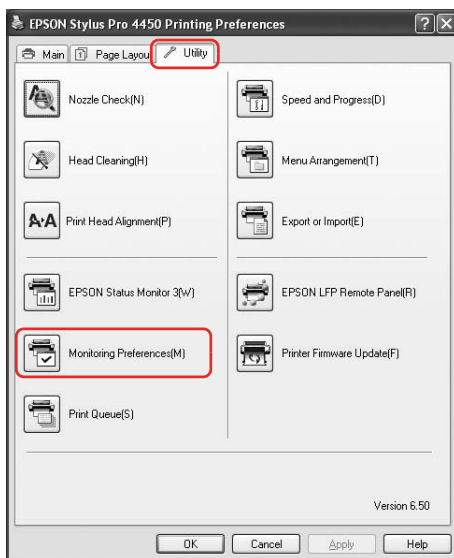 EPSON Stylus Pro 4450 Printing Preferences
Main
Page Layou
Utility
Nozzle Check(N)
Speed and Progress(D)
Head Cleaning(H)
Menu Arrangement(T)
A·A
Print Head Alignment(P)
Export or Import(E)
EPSON Status Monitor 3(W)
EPSON LFP Remote Panel(R)
Monitoring Preferences(M)
Printer Firmware Update(F)
Print Queue(S)
Version 6.50
OK
Cancel
Apply
Help